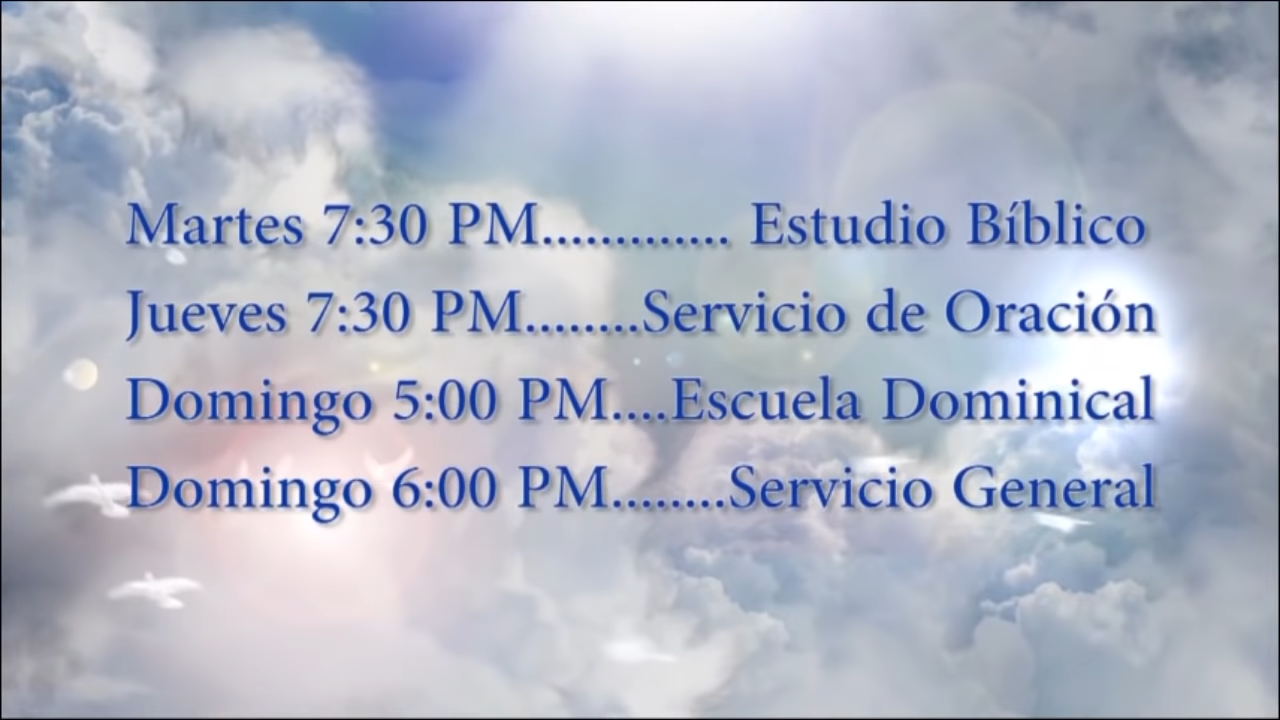 Martes 7:30 PM............. Estudio Bíblico
Jueves 7:30 PM........Servicio de Oración
Domingo 5:00 PM....Escuela Dominical
Domingo 6:00 PM........Servicio General